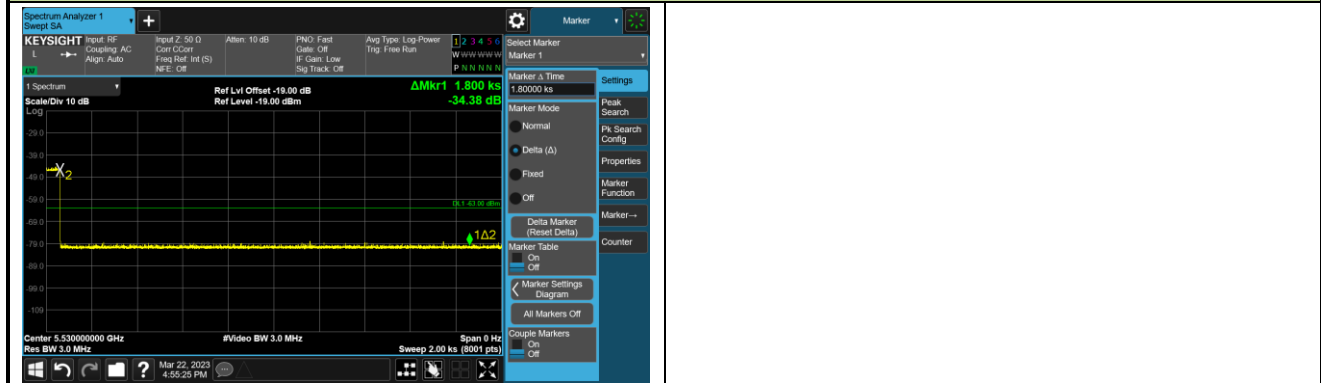 Spectrum Analyzer 1
Swept SA
Marker
KEYSIGHT
L
Input: RF
Coupling: AC
Align: Auto
Input Z: 50 Ω
Corr CCorr
Freq Ref: Int (S)
NFE: Off
Atten: 10 dB
PNO: Fast
Gate: Off
IF Gain: Low
Sig Track: Off
Avg Type: Log-Power
Trig: Free Run
1 2 3 4 5 6
W W W W W W
P N N N N N
Select Marker
Marker 1
1 Spectrum
Scale/Div 10 dB
Log
Ref Lvl Offset -19.00 dB
Ref Level -19.00 dBm
ΔMkr1 1.800 ks
-34.38 dB
-29.0
-39.0
-49.0
-59.0
-69.0
-79.0
-89.0
-99.0
-109
X2
1Δ2
Center 5.530000000 GHz
Res BW 3.0 MHz
#Video BW 3.0 MHz
Span 0 Hz
Sweep 2.00 ks (8001 pts)
Marker Δ Time
1.80000 ks
Marker Mode
Normal
Delta (Δ)
Fixed
Off
Delta Marker
(Reset Delta)
Marker Table
On
Off
Marker Settings
Diagram
All Markers Off
Couple Markers
On
Off
Settings
Peak
Search
Pk Search
Config
Properties
Marker
Function
Marker→
Counter
?
Mar 22, 2023
4:55:25 PM